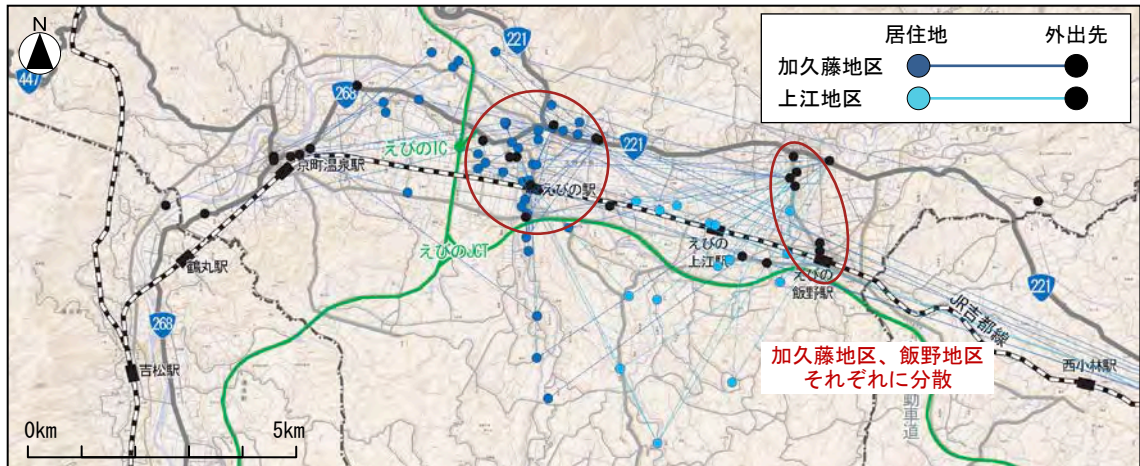 N
居住地
外出先
加久藤地区
上江地区
221
447
268
えびのIC
221
京町温泉駅
えびの駅
えびのJCT
えびの
上江駅
えびの
飯野駅
鶴丸駅
221
268
JR吉都線
吉松駅
加久藤地区、飯野地区
それぞれに分散
西小林駅
動車道
0km
5km